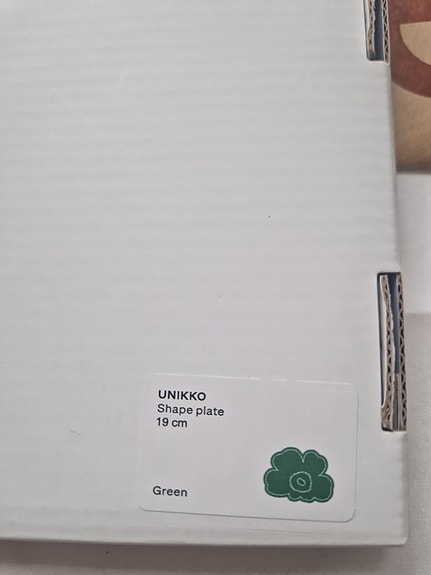 UNIKKO
Shape plate
19 cm
Green